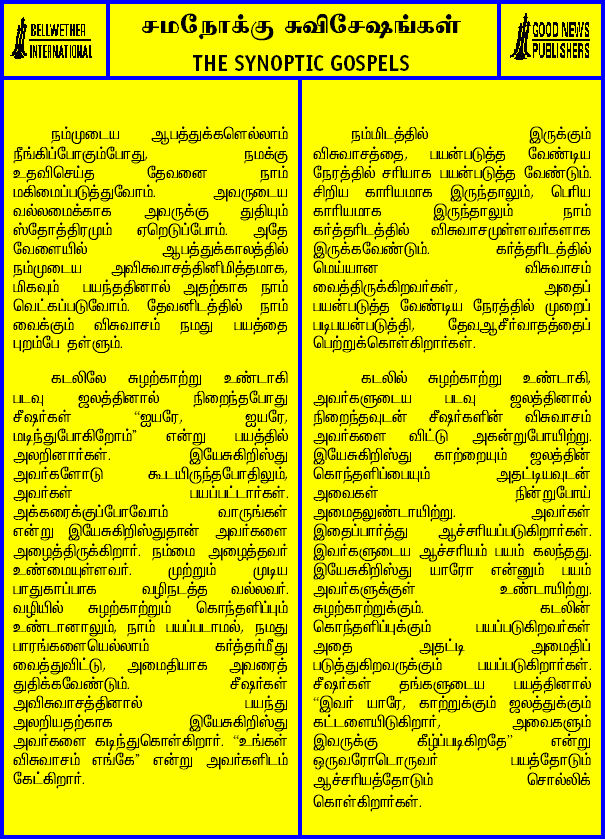 BELLWETHER
INTERNATIONAL
சமநோக்கு சுவிசேஷங்கள்
THE SYNOPTIC GOSPELS
GOOD NEWS
PUBLISHERS
நம்முடைய ஆபத்துக்களெல்லாம்
நீங்கிப்போகும்போது, நமக்கு
உதவிசெய்த தேவனை நாம்
மகிமைப்படுத்துவோம். அவருடைய
வல்லமைக்காக அவருக்கு துதியும்
ஸ்தோத்திரமும் ஏறெடுப்போம். அதே
வேளையில் ஆபத்துக்காலத்தில்
நம்முடைய அவிசுவாசத்தினிமித்தமாக,
மிகவும் பயந்ததினால் அதற்காக நாம்
வெட்கப்படுவோம். தேவனிடத்தில் நாம்
வைக்கும் விசுவாசம் நமது பயத்தை
புறம்பே தள்ளும்.
கடலிலே சுழற்காற்று உண்டாகி
படவு ஜலத்தினால் நிறைந்தபோது
சீஷர்கள் “ஐயரே, ஐயரே,
மடிந்துபோகிறோம்” என்று பயத்தில்
அலறினார்கள். இயேசுகிறிஸ்து
அவர்களோடு கூடயிருந்தபோதிலும்,
அவர்கள் பயப்பட்டார்கள்.
அக்கரைக்குப்போவோம் வாருங்கள்
என்று இயேசுகிறிஸ்துதான் அவர்களை
அழைத்திருக்கிறார். நம்மை அழைத்தவர்
உண்மையுள்ளவர். முற்றும் முடிய
பாதுகாப்பாக வழிநடத்த வல்லவர்.
வழியில் சுழற்காற்றும் கொந்தளிப்பும்
உண்டானாலும், நாம் பயப்படாமல், நமது
பாரங்களையெல்லாம் கர்த்தர்மீது
வைத்துவிட்டு, அமைதியாக அவரைத்
துதிக்கவேண்டும். சீஷர்கள்
அவிசுவாசத்தினால் பயந்து
அலறியதற்காக இயேசுகிறிஸ்து
அவர்களை கடிந்துகொள்கிறார். “உங்கள்
விசுவாசம் எங்கே” என்று அவர்களிடம்
கேட்கிறார்.
நம்மிடத்தில் இருக்கும்
விசுவாசத்தை, பயன்படுத்த வேண்டிய
நேரத்தில் சரியாக பயன்படுத்த வேண்டும்.
சிறிய காரியமாக இருந்தாலும், பெரிய
காரியமாக இருந்தாலும் நாம்
கர்த்தரிடத்தில் விசுவாசமுள்ளவர்களாக
இருக்கவேண்டும். கர்த்தரிடத்தில்
மெய்யான விசுவாசம்
வைத்திருக்கிறவர்கள், அதைப்
பயன்படுத்த வேண்டிய நேரத்தில் முறைப்
படிபயன்படுத்தி, தேவஆசீர்வாதத்தைப்
பெற்றுக்கொள்கிறார்கள்.
கடலில் சுழற்காற்று உண்டாகி,
அவர்களுடைய படவு ஜலத்தினால்
நிறைந்தவுடன் சீஷர்களின் விசுவாசம்
அவர்களை விட்டு அகன்றுபோயிற்று.
இயேசுகிறிஸ்து காற்றையும் ஜலத்தின்
கொந்தளிப்பையும் அதட்டியவுடன்
அவைகள் நின்றுபோய்
அமைதலுண்டாயிற்று. அவர்கள்
இதைப்பார்த்து ஆச்சரியப்படுகிறார்கள்.
இவர்களுடைய ஆச்சரியம் பயம் கலந்தது.
இயேசுகிறிஸ்து யாரோ என்னும் பயம்
அவர்களுக்குள் உண்டாயிற்று.
சுழற்காற்றுக்கும். கடலின்
கொந்தளிப்புக்கும் பயப்படுகிறவர்கள்
அதை அதட்டி அமைதிப்
படுத்துகிறவருக்கும் பயப்படுகிறார்கள்.
சீஷர்கள் தங்களுடைய பயத்தினால்
“இவர் யாரே, காற்றுக்கும் ஜலத்துக்கும்
கட்டளையிடுகிறார், அவைகளும்
இவருக்கு கீழ்ப்படிகிறதே” என்று
ஒருவரோடொருவர் பயத்தோடும்
ஆச்சரியத்தோடும் சொல்லிக்
கொள்கிறார்கள்.